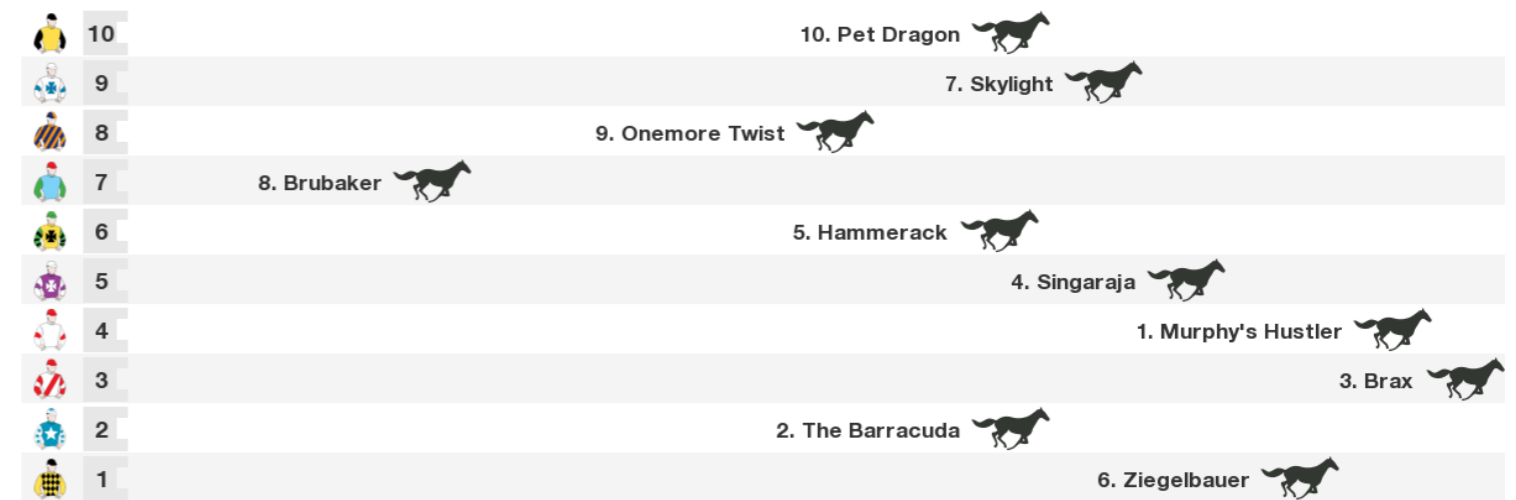 10 10. Pet Dragon
9 7. Skylight
8 9. Onemore Twist
7 8. Brubaker
6 5. Hammerack
5 4. Singaraja
4 1. Murphy's Hustler
3 3. Brax
2 2. The Barracuda
1 6. Ziegelbauer